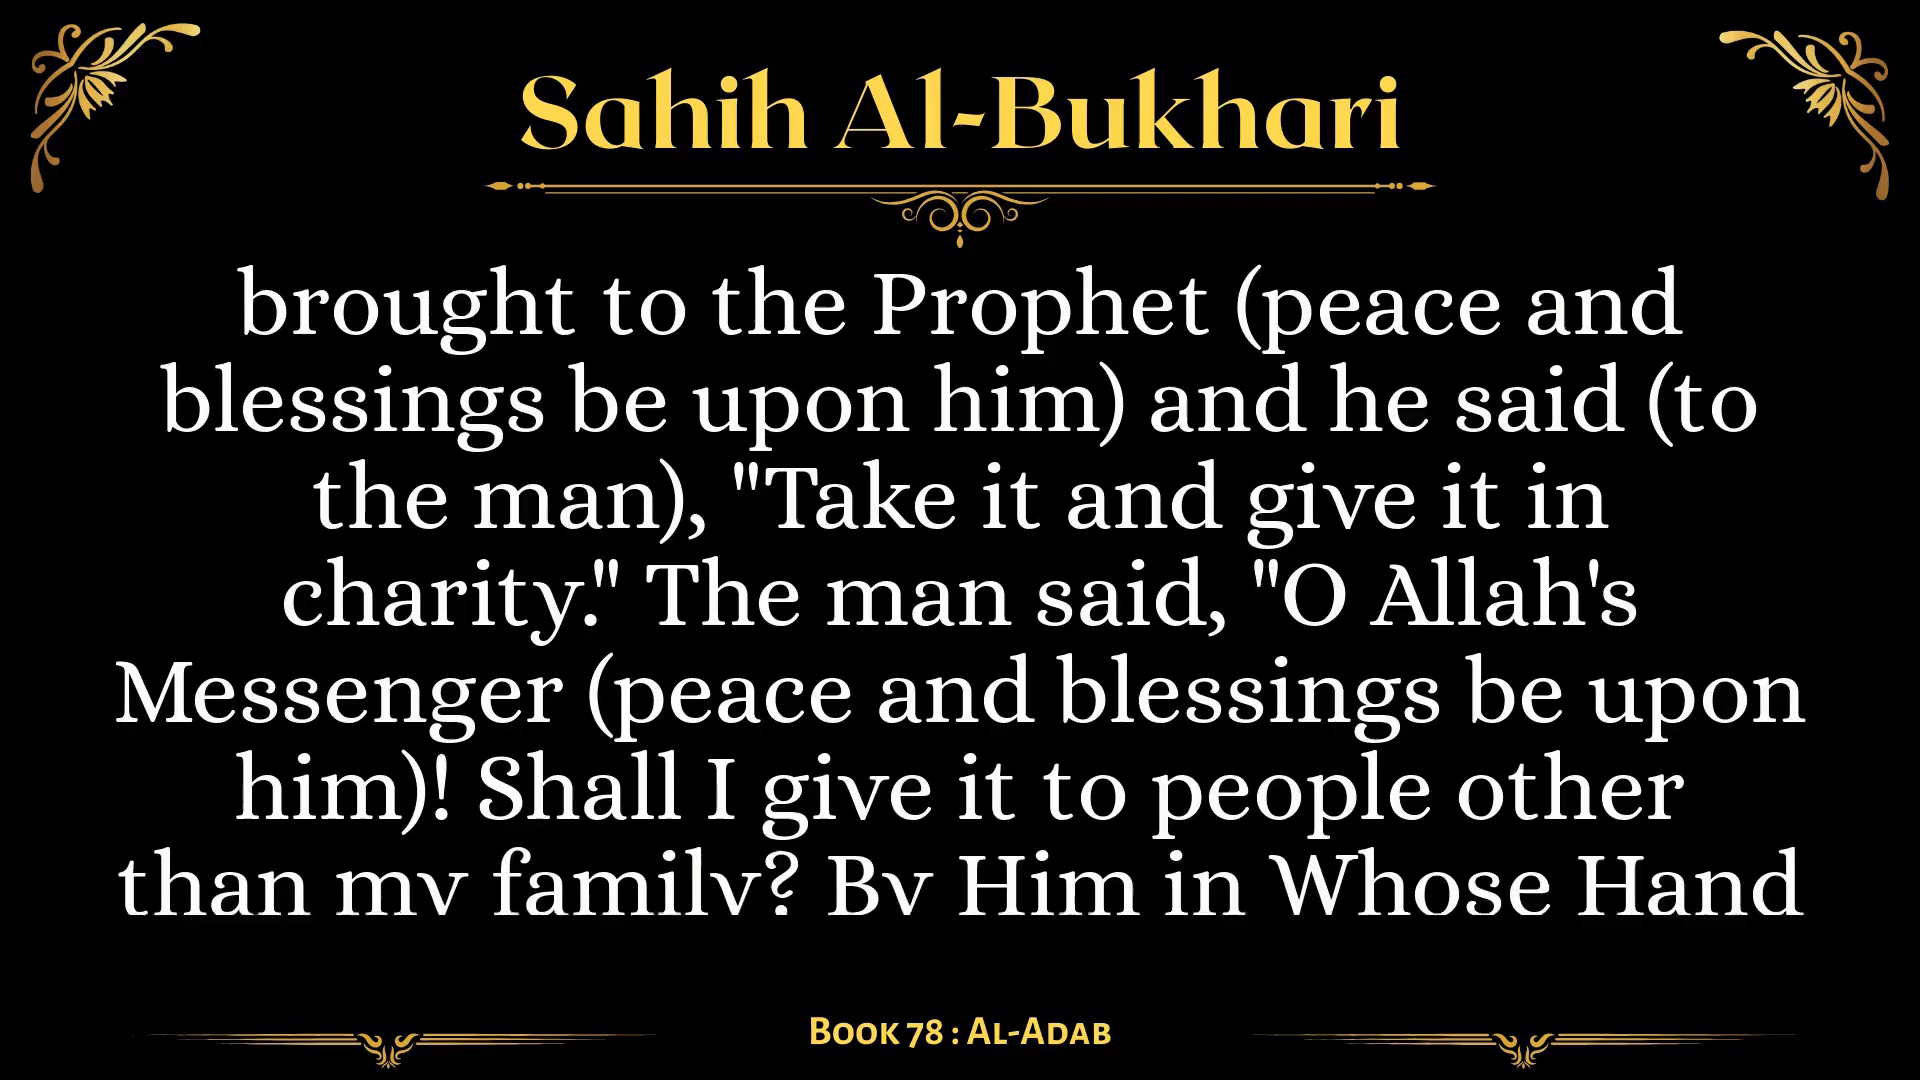 Sahih Al-Bukhari
brought to the Prophet (peace and
blessings be upon him) and he said (to
the man), "Take it and give it in
charity." The man said, "O Allah's
Messenger (peace and blessings be upon
him)! Shall I give it to people other
than my family? By Him in Whose Hand
Book 78 : Al-Adab